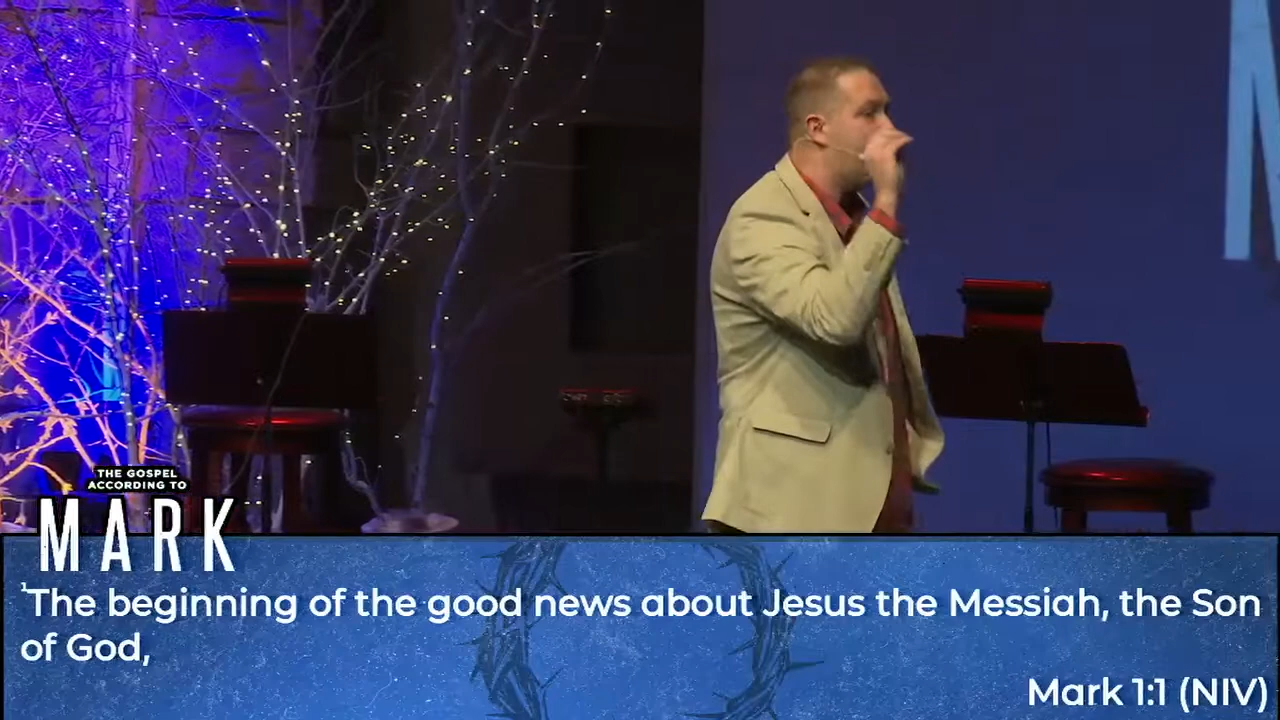 THE GOSPEL
ACCORDING TO
MARK
¹The beginning of the good news about Jesus the Messiah, the Son
of God,
Mark 1:1 (NIV)